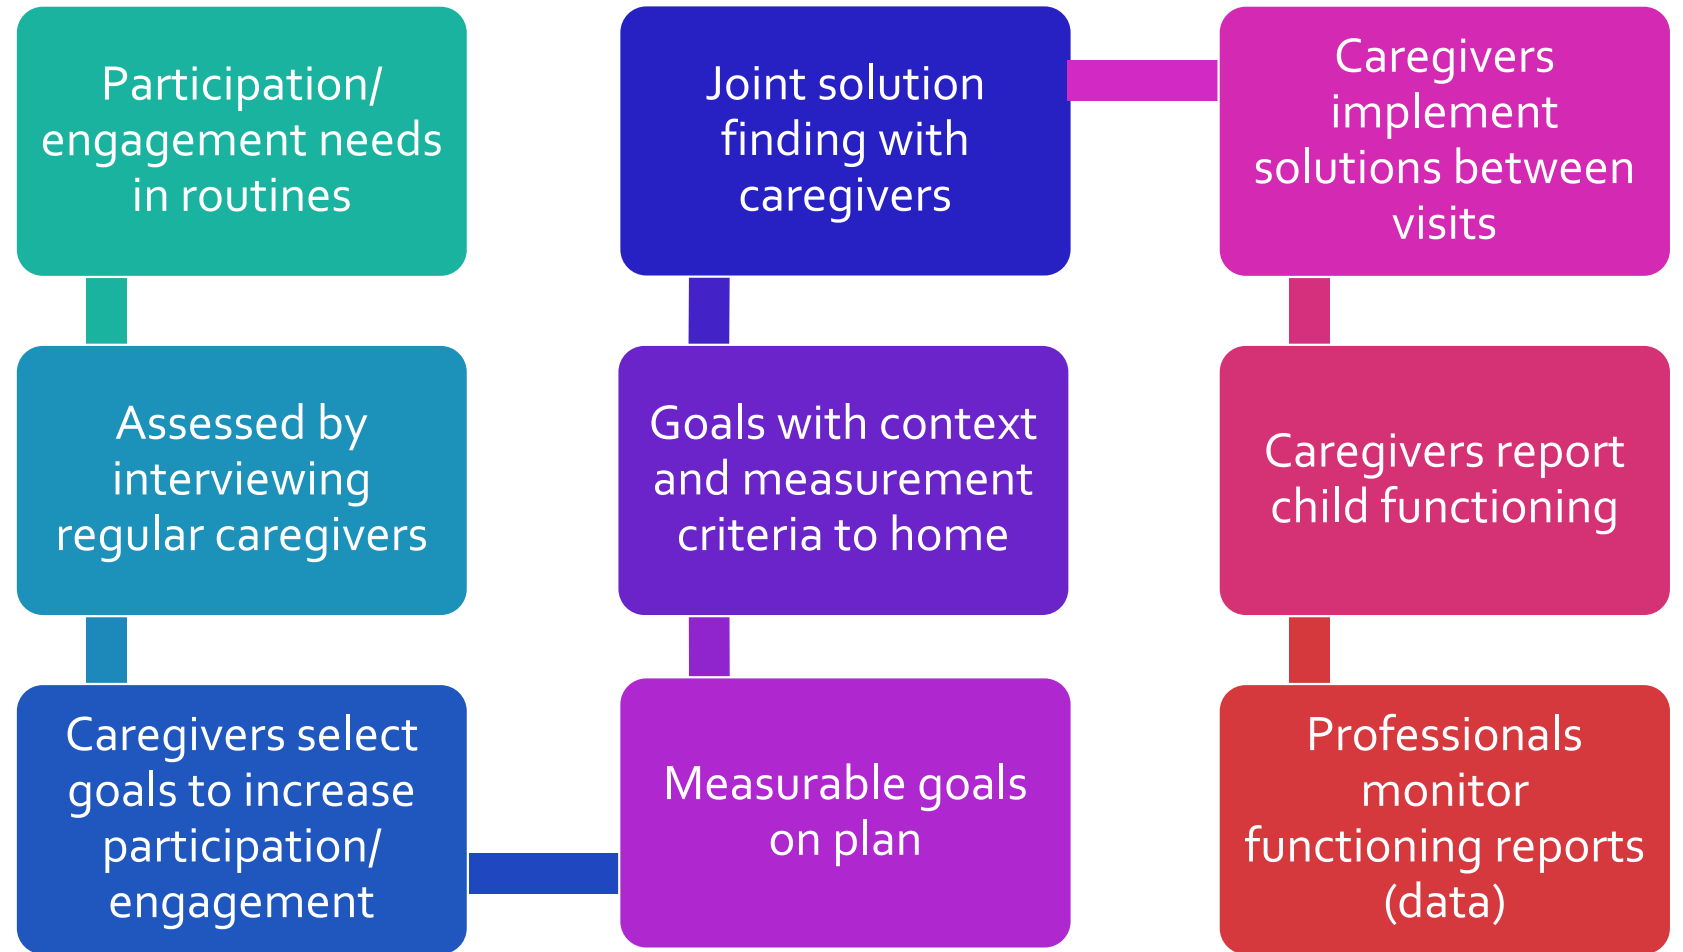 Participation/
engagement needs
in routines
Assessed by
interviewing
regular caregivers
Caregivers select
goals to increase
participation/
engagement
Measurable goals
on plan
Goals with context
and measurement
criteria to home
Joint solution
finding with
caregivers
Caregivers
implement
solutions between
visits
Caregivers report
child functioning
Professionals
monitor
functioning reports
(data)